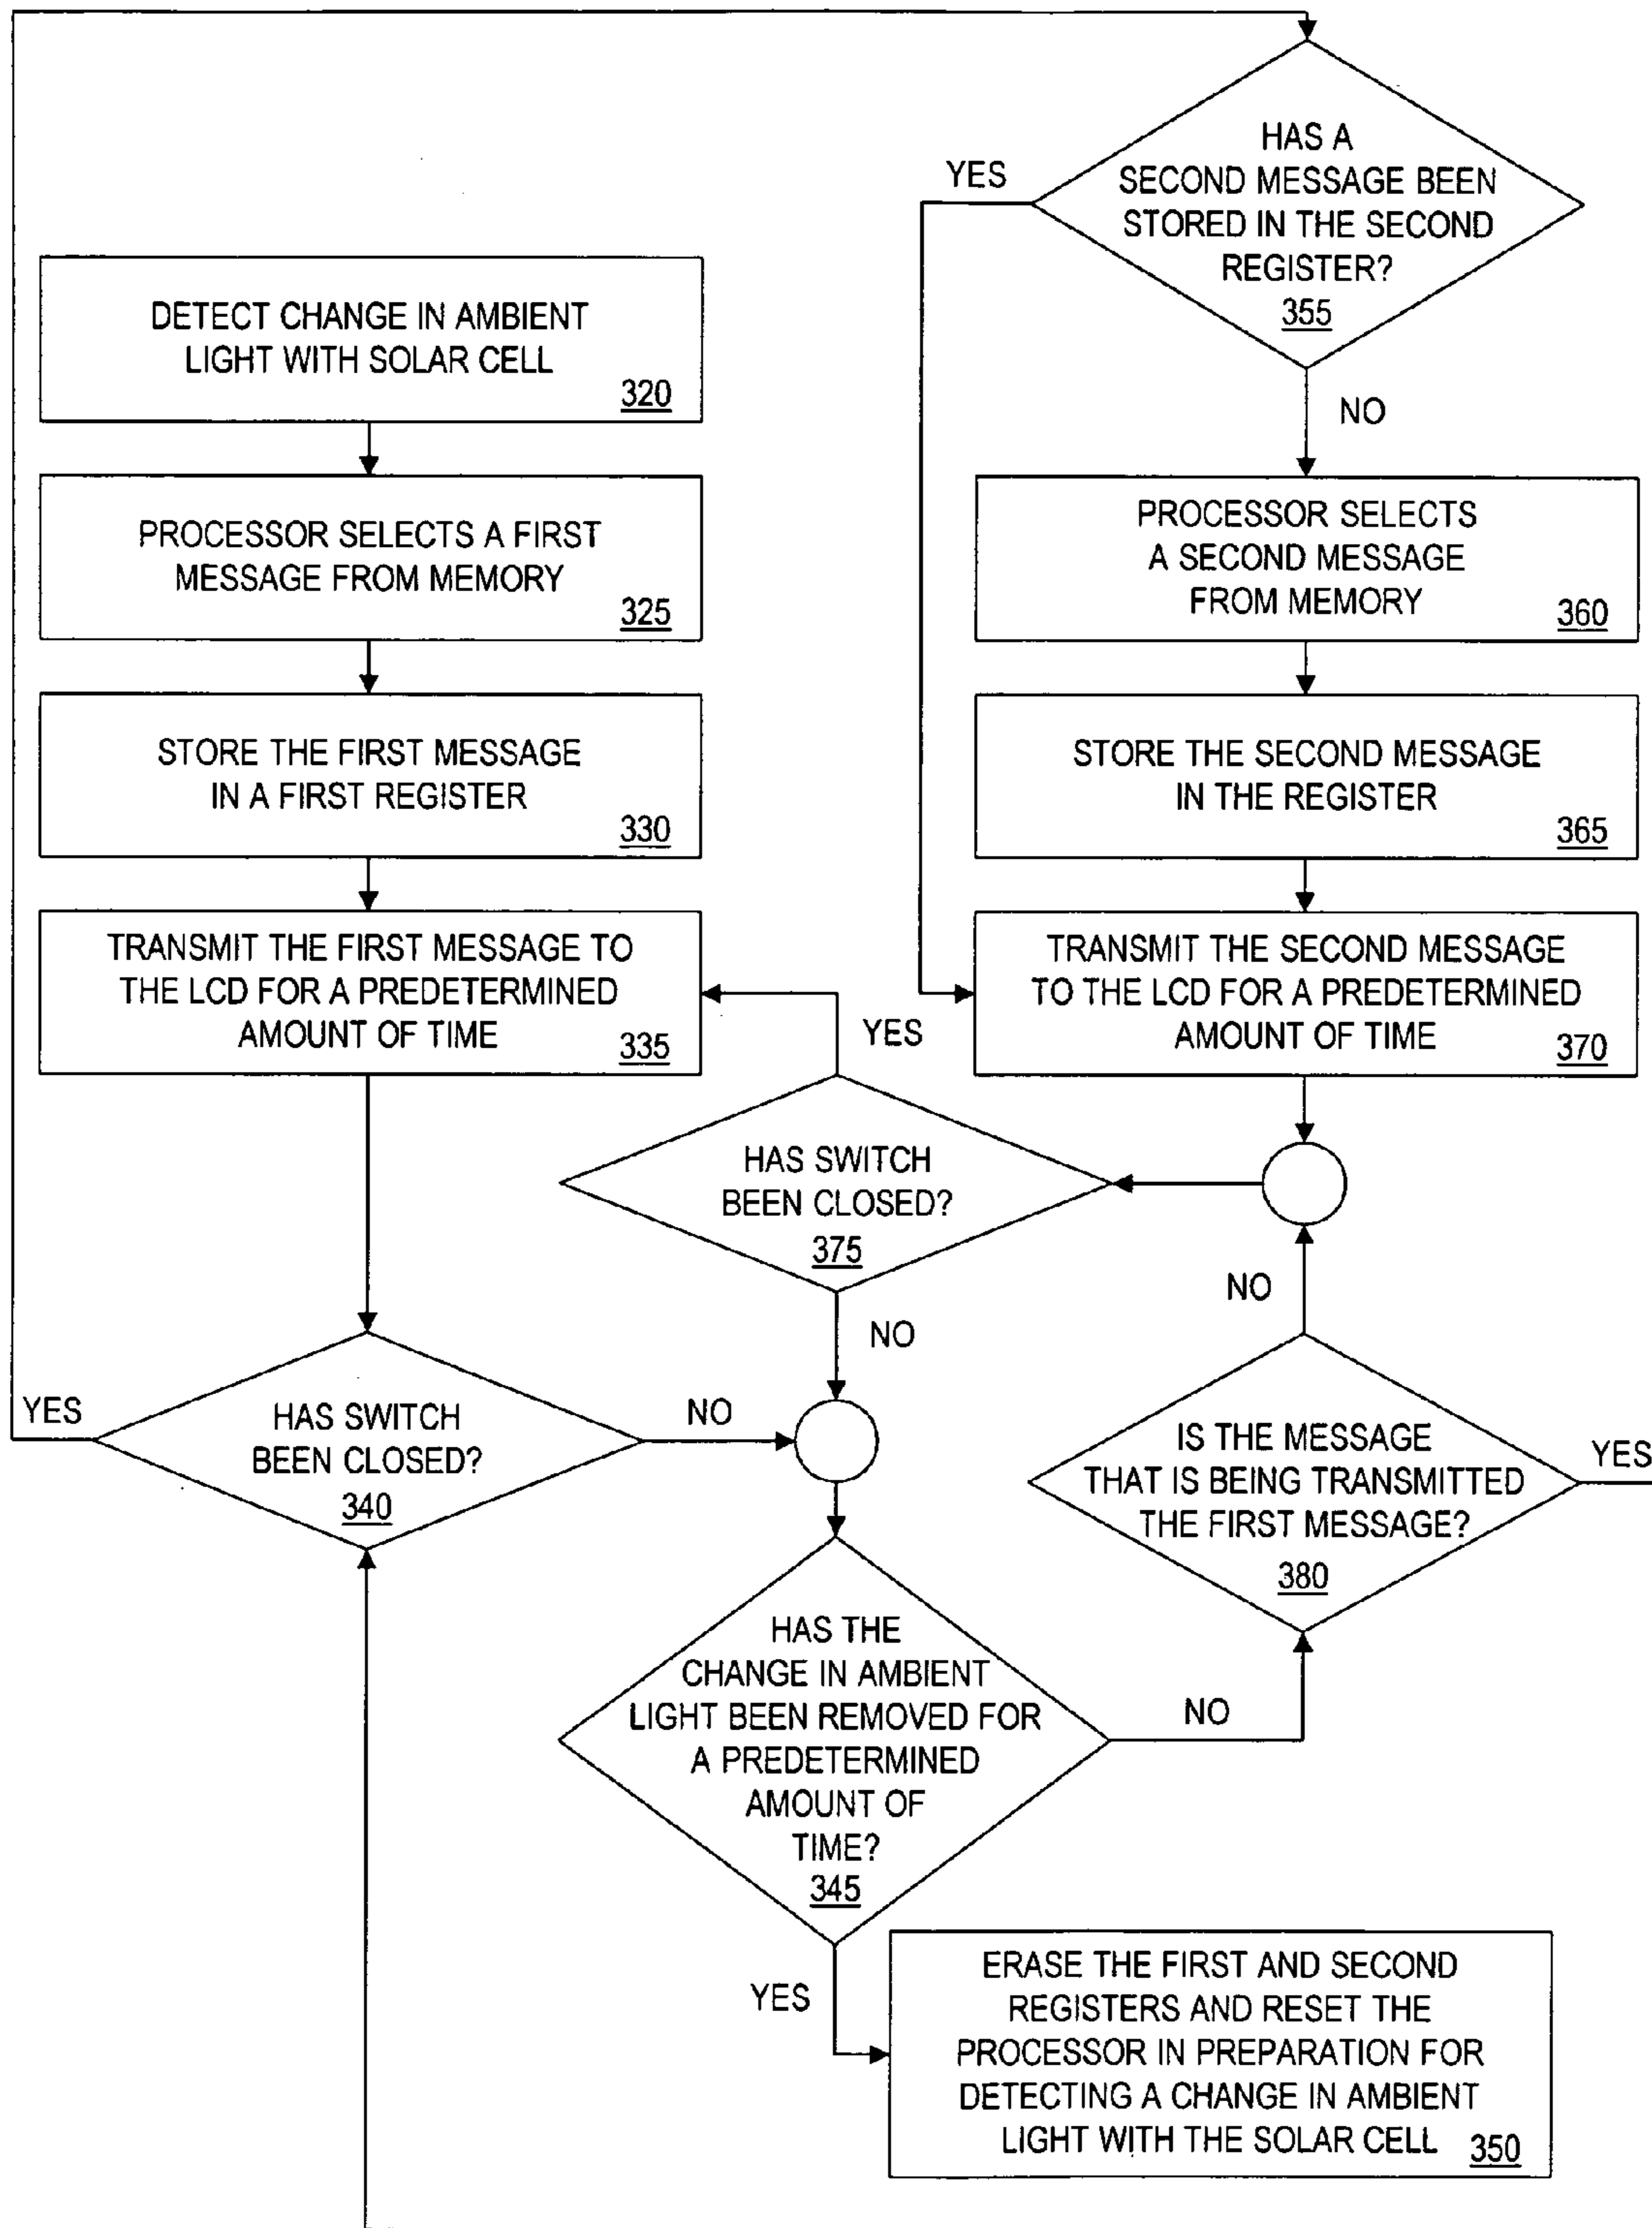 HAS A
SECOND MESSAGE BEEN
STORED IN THE SECOND
REGISTER?
355
YES
NO
DETECT CHANGE IN AMBIENT
LIGHT WITH SOLAR CELL
320
PROCESSOR SELECTS A FIRST
MESSAGE FROM MEMORY
325
PROCESSOR SELECTS
A SECOND MESSAGE
FROM MEMORY
360
STORE THE FIRST MESSAGE
IN A FIRST REGISTER
330
STORE THE SECOND MESSAGE
IN THE REGISTER
365
TRANSMIT THE FIRST MESSAGE TO
THE LCD FOR A PREDETERMINED
AMOUNT OF TIME
335
YES
TRANSMIT THE SECOND MESSAGE
TO THE LCD FOR A PREDETERMINED
AMOUNT OF TIME
370
HAS SWITCH
BEEN CLOSED?
375
NO
NO
YES
HAS SWITCH
BEEN CLOSED?
340
NO
IS THE MESSAGE
THAT IS BEING TRANSMITTED
THE FIRST MESSAGE?
380
YES
HAS THE
CHANGE IN AMBIENT
LIGHT BEEN REMOVED FOR
A PREDETERMINED
AMOUNT OF
TIME?
345
NO
YES
ERASE THE FIRST AND SECOND
REGISTERS AND RESET THE
PROCESSOR IN PREPARATION FOR
DETECTING A CHANGE IN AMBIENT
LIGHT WITH THE SOLAR CELL
350